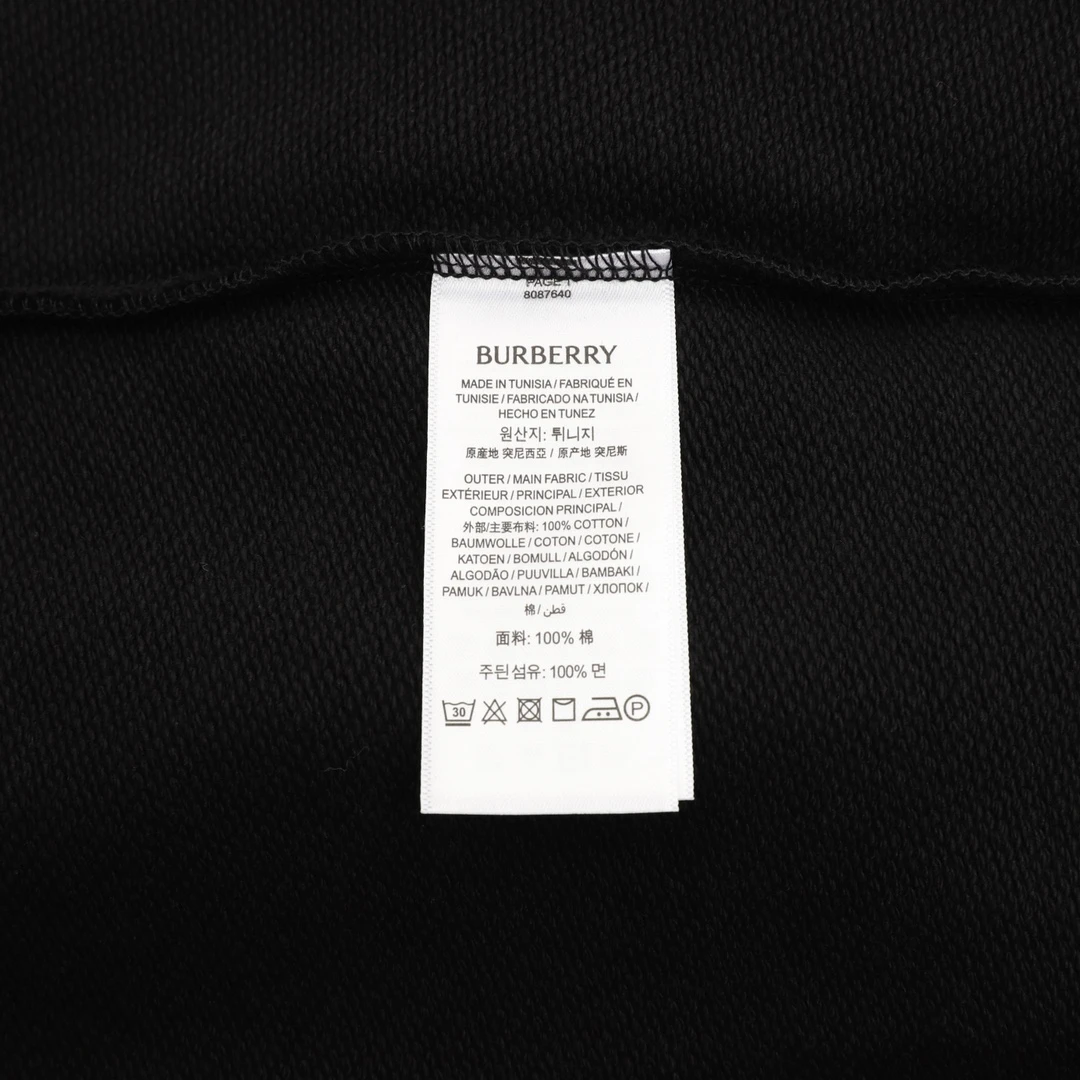 PAGE 1
8087640
BURBERRY
MADE IN TUNISIA / FABRIQUÉ EN
TUNISIE / FABRICADO NA TUNISIA /
HECHO EN TUNEZ
원산지: 튀니지
原產地 突尼西亞 / 原产地 突尼斯
OUTER / MAIN FABRIC / TISSU
EXTÉRIEUR / PRINCIPAL / EXTERIOR
COMPOSICION PRINCIPAL /
外部/主要布料: 100% COTTON /
BAUMWOLLE / COTON / COTONE /
KATOEN / BOMULL / ALGODÓN /
ALGODÃO / PUUVILLA / BAMBAKI /
PAMUK / BAVLNA / PAMUT / ХЛОПОК /
棉 / قطن
面料: 100% 棉
주된섬유: 100% 면
30 P